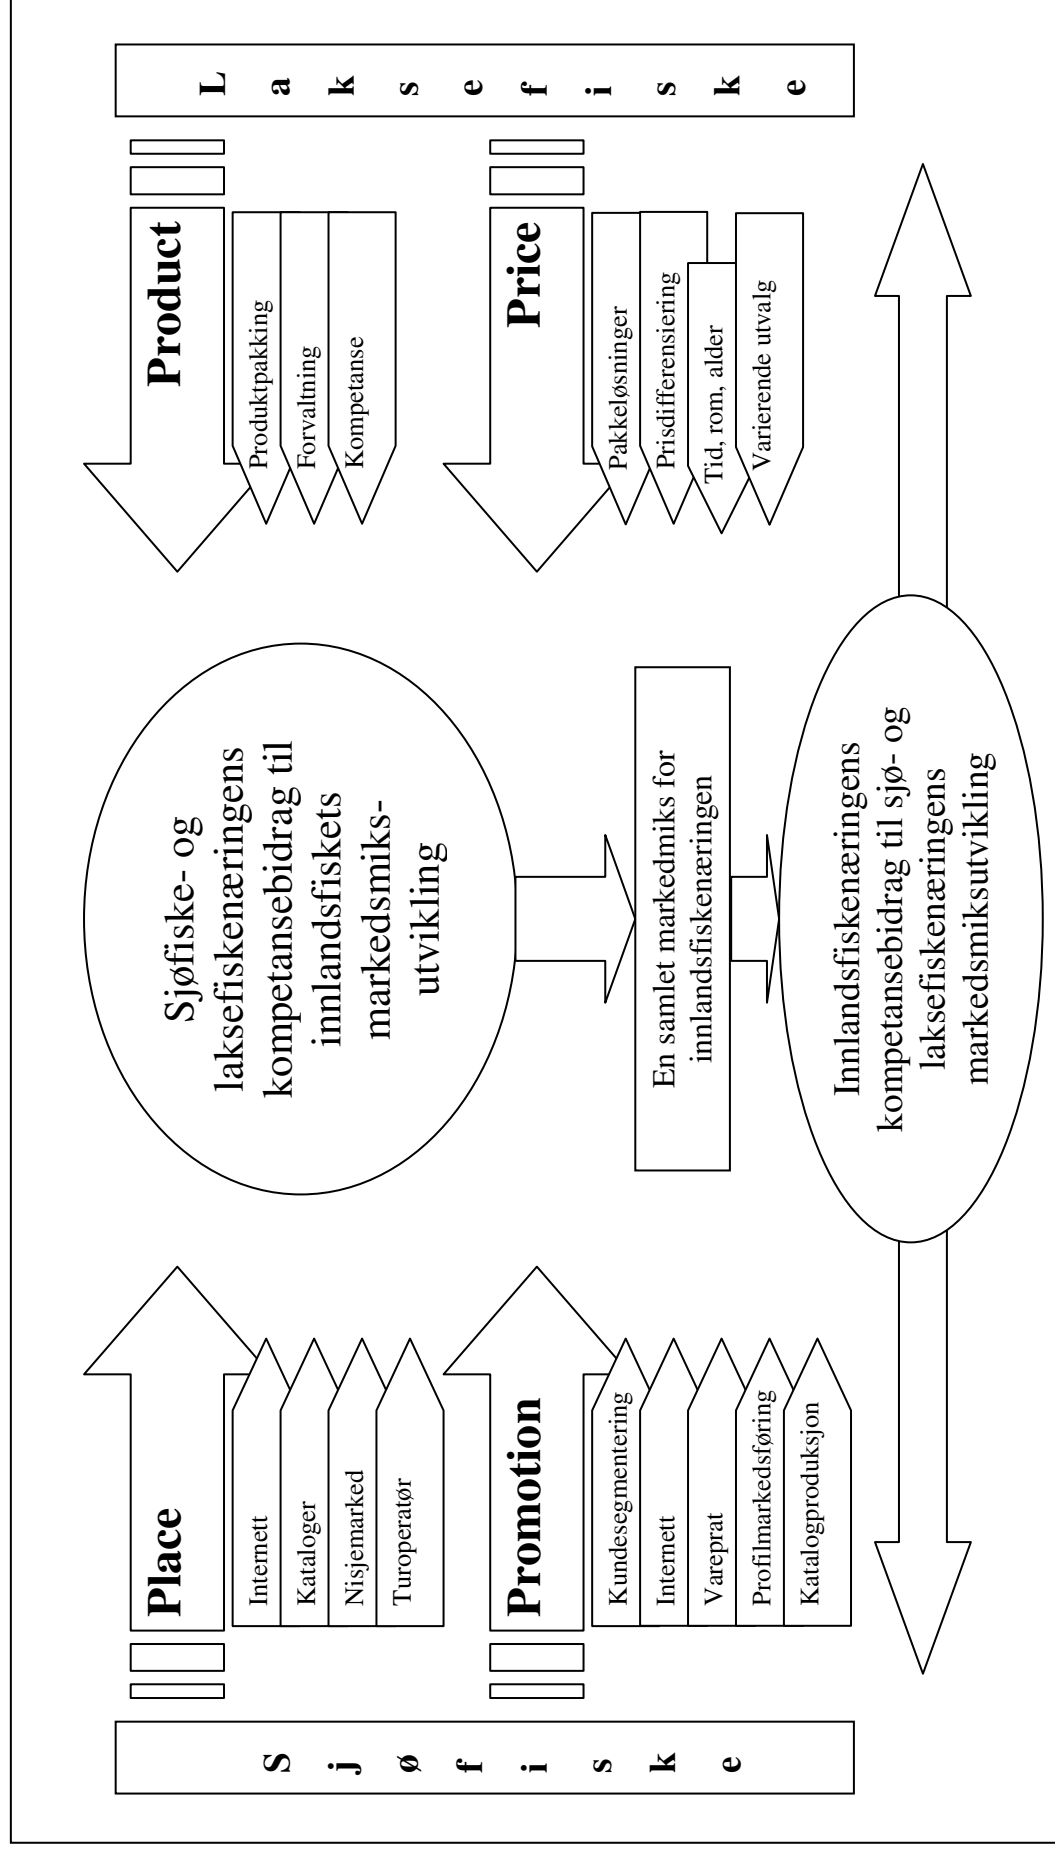 Sjøfiske
Place
Internett
Kataloger
Nisjemarked
Turoperatør
Promotion
Kundesegmentering
Internett
Vareprat
Profilmarkedsføring
Katalogproduksjon
Sjøfiske- og
laksefiskenæringens
kompetansebidrag til
innlandsfiskets
markedsmiks-
utvikling
En samlet markedmiks for
innlandsfiskenæringen
Innlandsfiskenæringens
kompetansebidrag til sjø- og
laksefiskenæringens
markedsmiksutvikling
Product
Produktpakking
Forvaltning
Kompetanse
Price
Pakkeløsninger
Prisdifferensiering
Tid, rom, alder
Varierende utvalg
Laksefiske